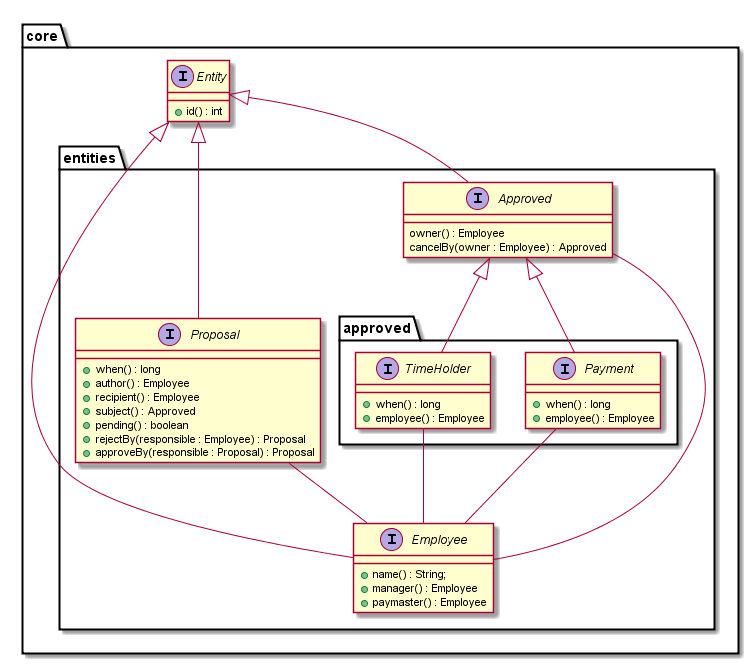 core
I Entity
id() : int
entities
I Approved
owner() : Employee
cancelBy(owner : Employee) : Approved
I Proposal
when() : long
author() : Employee
recipient() : Employee
subject() : Approved
pending() : boolean
rejectBy(responsible : Employee) : Proposal
approveBy(responsible : Proposal) : Proposal
approved
I TimeHolder
when() : long
employee() : Employee
I Payment
when() : long
employee() : Employee
I Employee
name() : String;
manager() : Employee
paymaster() : Employee